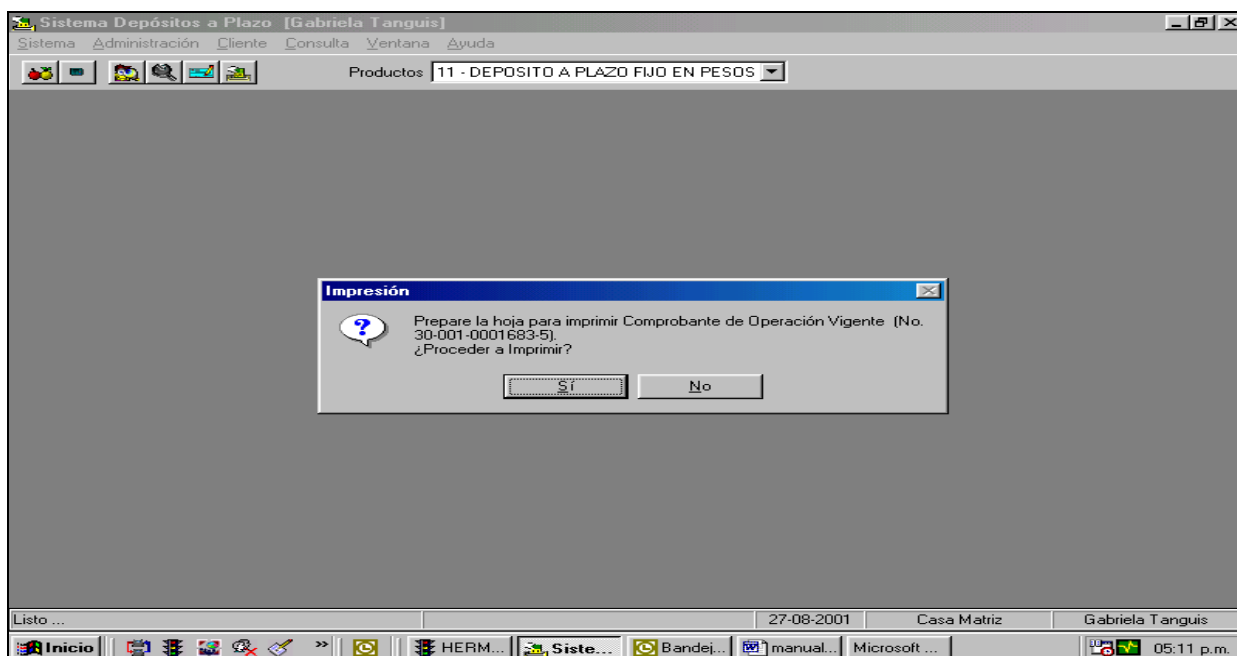 Sistema Depósitos a Plazo [Gabriela Tanguis]
Sistema Administración Cliente Consulta Ventana Ayuda
Productos 11 - DEPOSITO A PLAZO FIJO EN PESOS
Impresión
Prepare la hoja para imprimir Comprobante de Operación Vigente (No.
30-001-0001683-5).
¿Proceder a Imprimir?
Sí No
Listo ... 27-08-2001 Casa Matriz Gabriela Tanguis
Inicio » HERM... Siste... Bandej... manual... Microsoft ... 05:11 p.m.